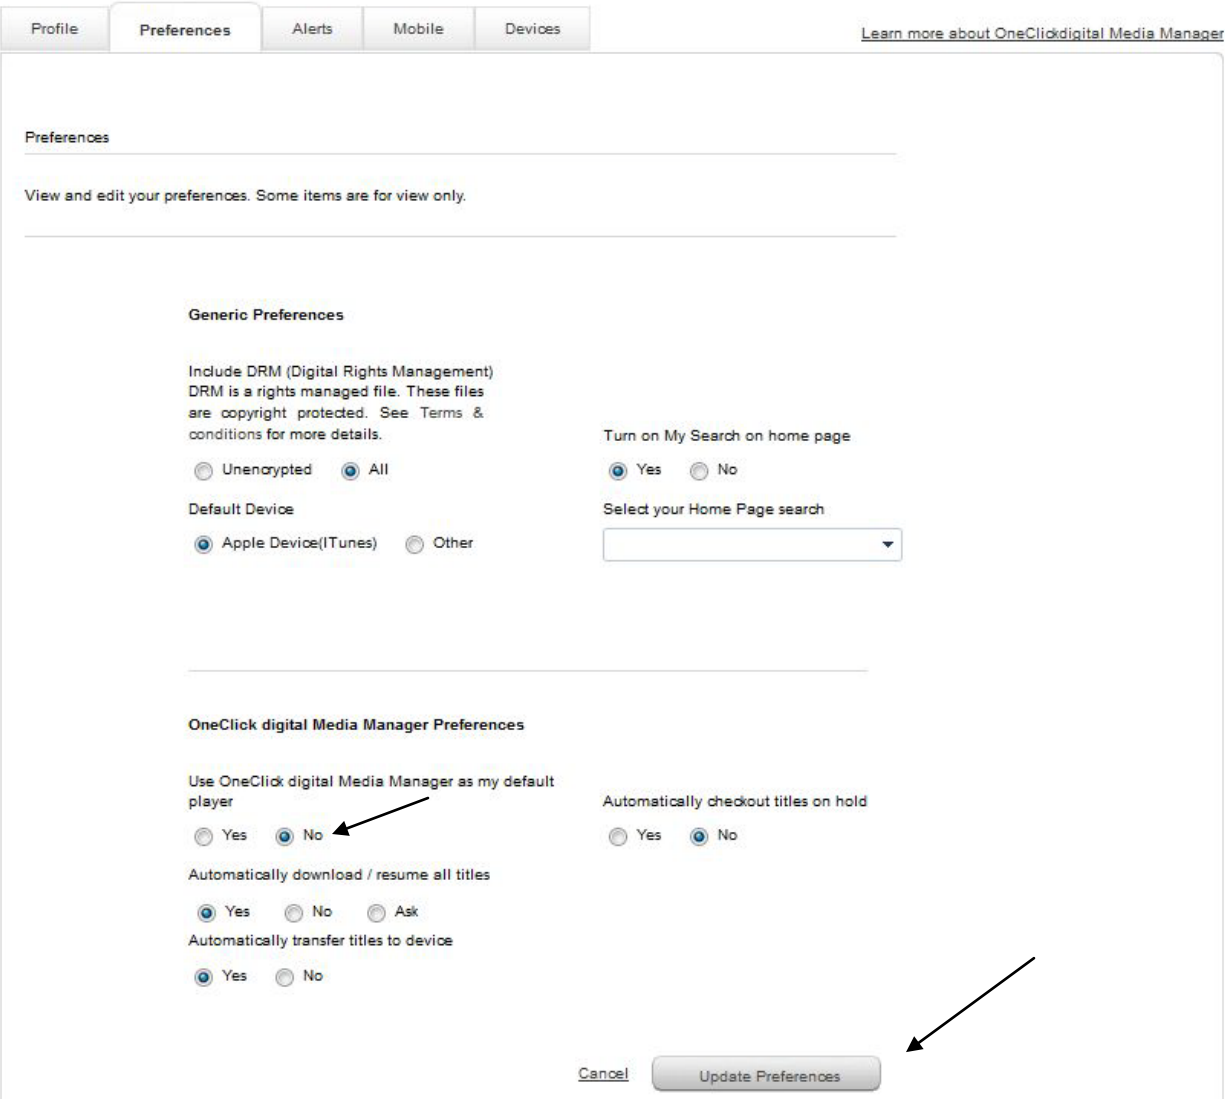 Profile
Preferences
Alerts
Mobile
Devices
Learn more about OneClickdigital Media Manager
Preferences
View and edit your preferences. Some items are for view only.
Generic Preferences
Include DRM (Digital Rights Management)
DRM is a rights managed file. These files
are copyright protected. See Terms &
conditions for more details.
Unencrypted All
Turn on My Search on home page
Yes No
Default Device
Apple Device(ITunes) Other
Select your Home Page search
OneClick digital Media Manager Preferences
Use OneClick digital Media Manager as my default
player
Yes No
Automatically checkout titles on hold
Yes No
Automatically download / resume all titles
Yes No Ask
Automatically transfer titles to device
Yes No
Cancel
Update Preferences